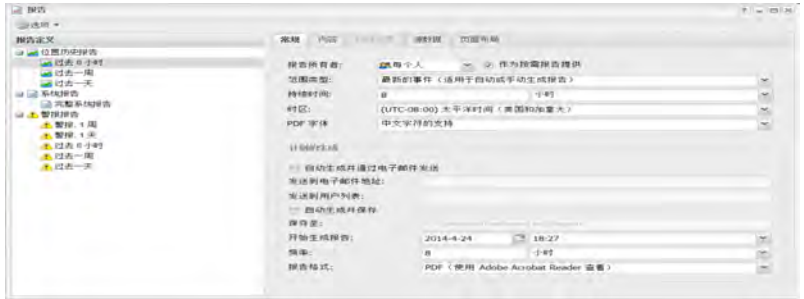 报告
选项
报告定义
位置历史报告
过去 8 小时
过去一周
过去一天
系统报告
完整系统报告
警报报告
警报, 1 周
警报, 1 天
过去 8 小时
过去一周
过去一天
常规 内容 源数据 页面布局
报告所有者: 每个人 作为按需报告提供
范围类型: 最新的事件（适用于自动或手动生成报告）
持续时间: 8 小时
时区: (UTC-08:00) 太平洋时间（美国和加拿大）
PDF 字体 中文字符的支持
计划的生成
自动生成并通过电子邮件发送
发送到电子邮件地址:
发送到用户列表:
自动生成并保存
保存至:
开始生成报告: 2014-4-24 18:27
频率: 8 小时
报告格式: PDF（使用 Adobe Acrobat Reader 查看）